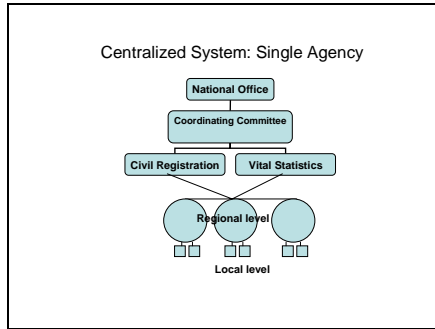 Centralized System: Single Agency
National Office
Coordinating Committee
Civil Registration
Vital Statistics
Regional level
Local level